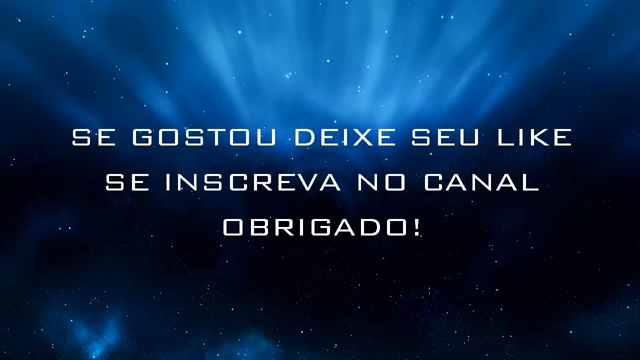 SE GOSTOU DEIXE SEU LIKE
SE INSCREVA NO CANAL
OBRIGADO!